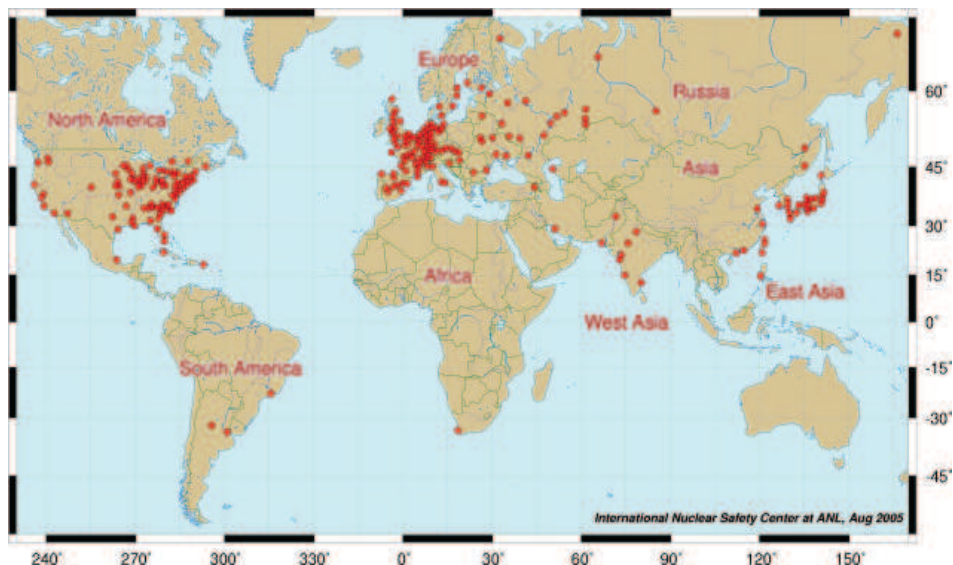 Europe
60°
Russia
North America
Asia
45°
30°
Africa
15°
East Asia
West Asia
0°
South America
-15°
-30°
-45°
International Nuclear Safety Center at ANL, Aug 2005
240° 270° 300° 330° 0° 30° 60° 90° 120° 150°